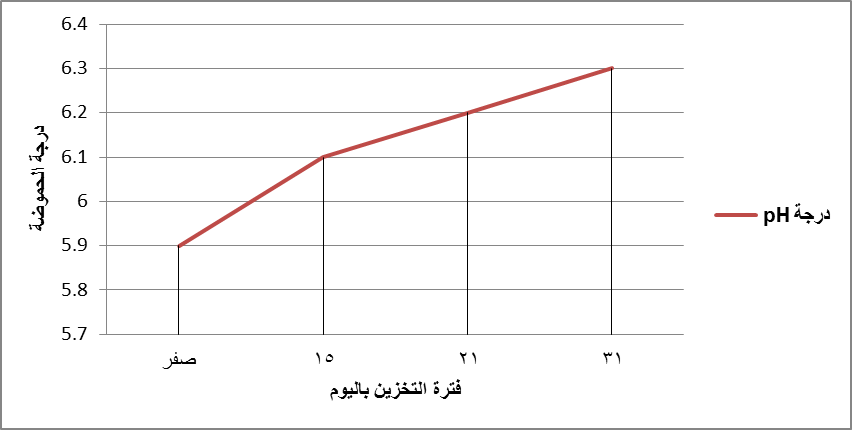 6.4
6.3
6.2
6.1
6
5.9
5.8
5.7
درجة الحموضة
صفر
١٥
٢١
٣١
فترة التخزين باليوم
درجة pH